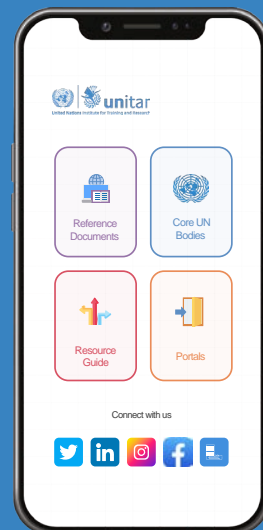 unitar
United Nations Institute for Training and Research
Reference
Documents
Core UN
Bodies
Resource
Guide
Portals
Connect with us